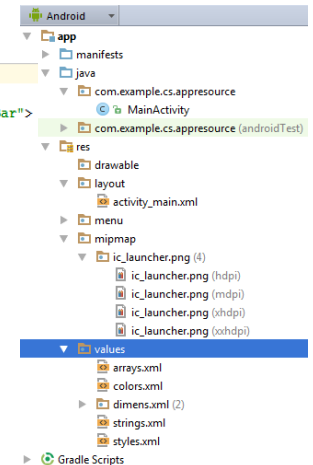 Android
app
manifests
java
com.example.cs.appresource
ar">
MainActivity
com.example.cs.appresource (androidTest)
res
drawable
layout
activity_main.xml
menu
mipmap
ic_launcher.png (4)
ic_launcher.png (hdpi)
ic_launcher.png (mdpi)
ic_launcher.png (xhdpi)
ic_launcher.png (xxhdpi)
values
arrays.xml
colors.xml
dimens.xml (2)
strings.xml
styles.xml
Gradle Scripts